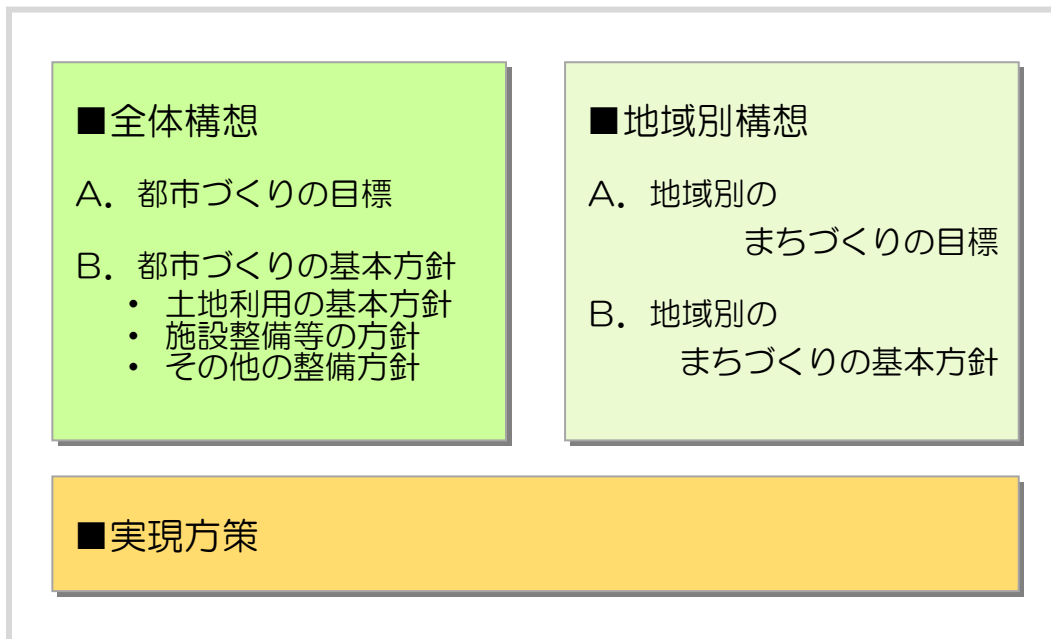 ■全体構想
A. 都市づくりの目標
B. 都市づくりの基本方針
• 土地利用の基本方針
• 施設整備等の方針
• その他の整備方針
■地域別構想
A. 地域別の
まちづくりの目標
B. 地域別の
まちづくりの基本方針
■実現方策